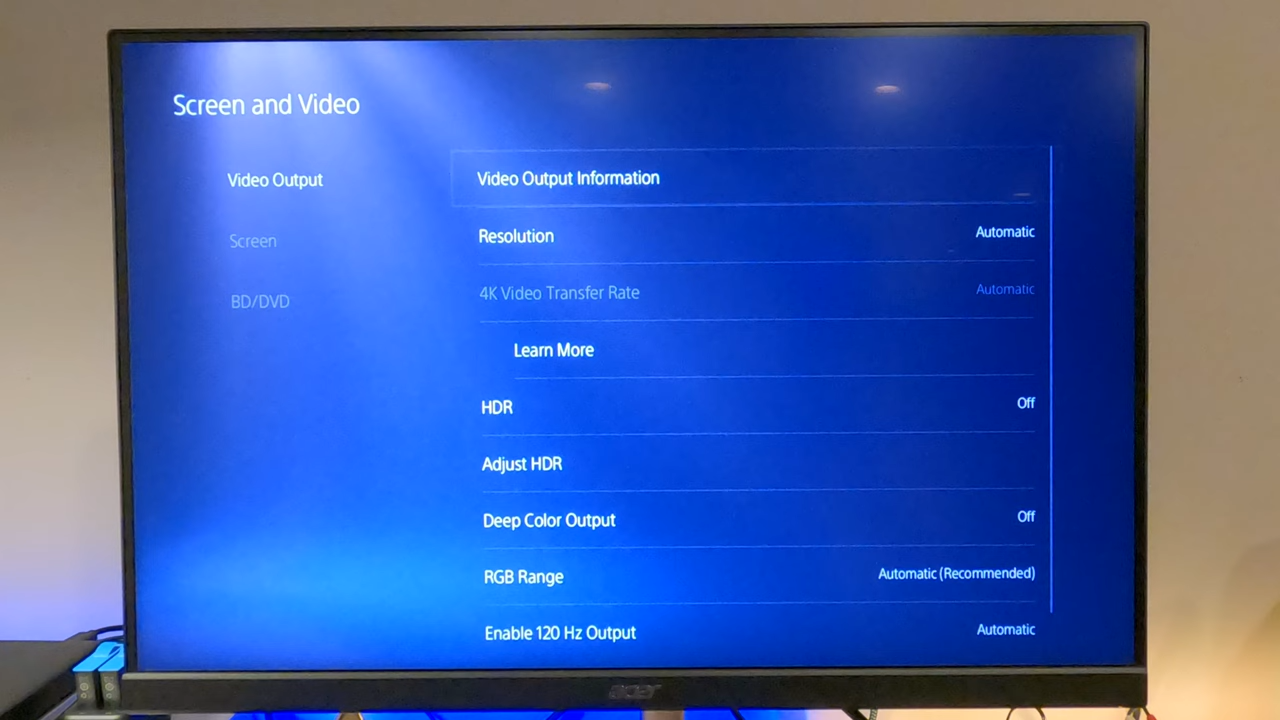 Screen and Video
Video Output
Screen
BD/DVD
Video Output Information
Resolution Automatic
4K Video Transfer Rate Automatic
Learn More
HDR Off
Adjust HDR
Deep Color Output Off
RGB Range Automatic (Recommended)
Enable 120 Hz Output Automatic
acer